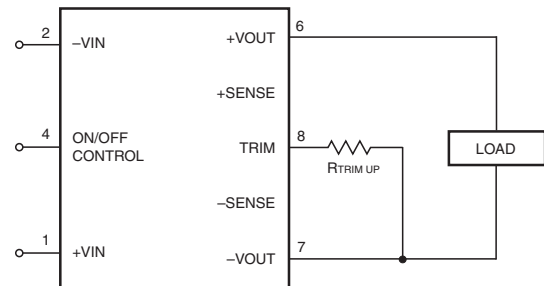 2
–VIN
+VOUT
6
+SENSE
4
ON/OFF
CONTROL
TRIM
8
RTRIM UP
LOAD
–SENSE
1
+VIN
–VOUT
7